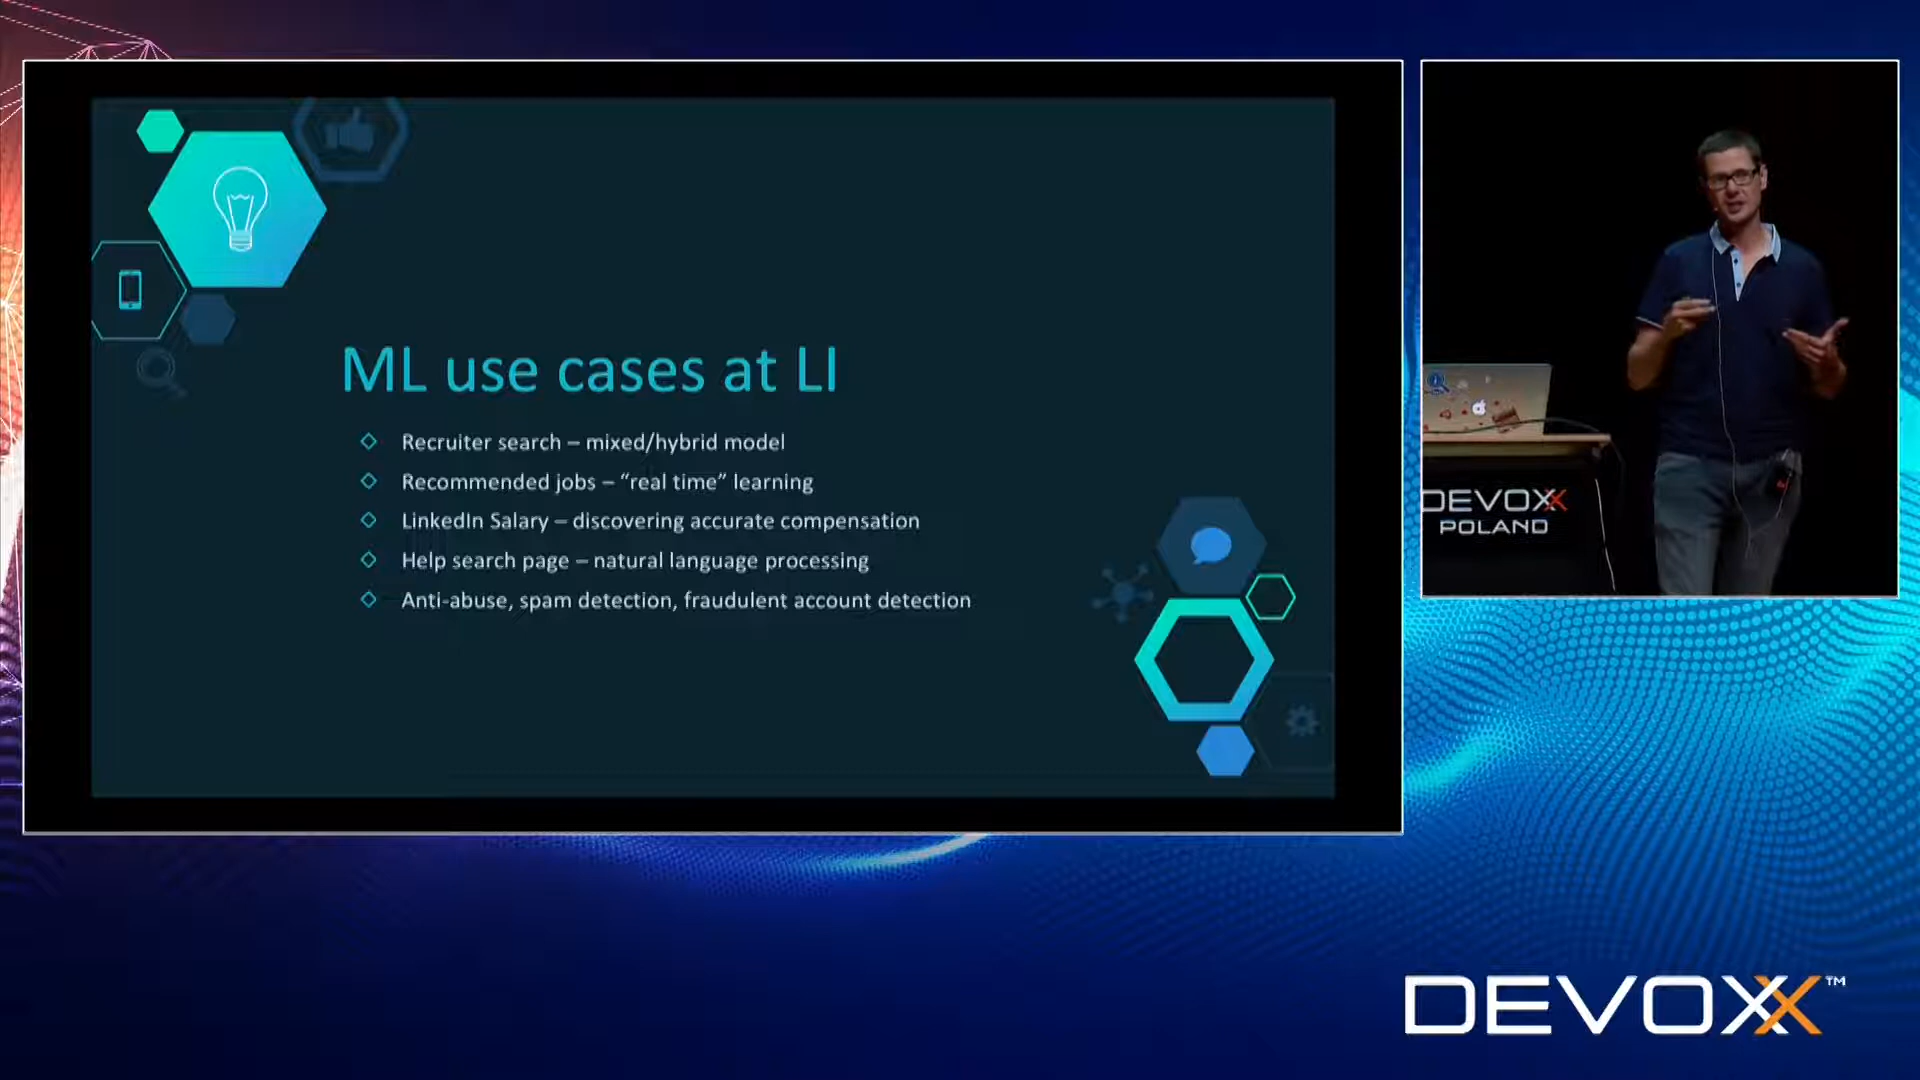 ML use cases at LI
Recruiter search – mixed/hybrid model
Recommended jobs – “real time” learning
LinkedIn Salary – discovering accurate compensation
Help search page – natural language processing
Anti-abuse, spam detection, fraudulent account detection
DEVOXX
POLAND
DEVOXX™